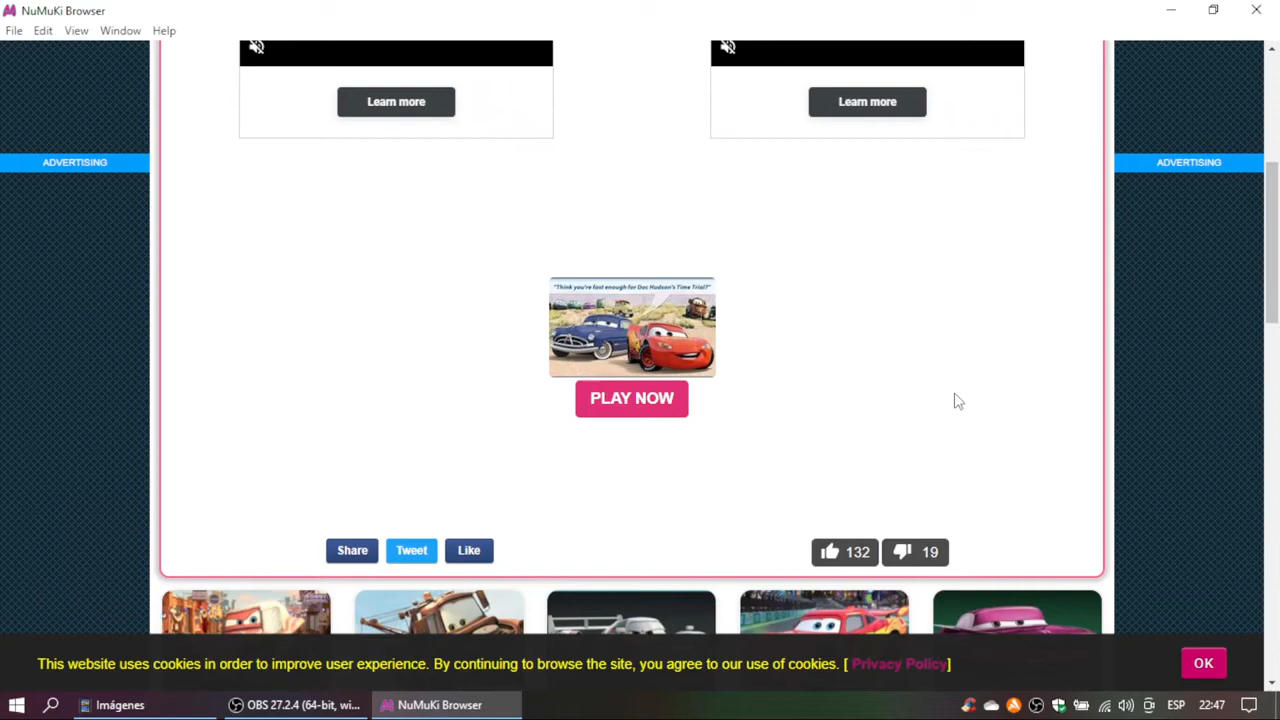 NuMuKi Browser
File Edit View Window Help
Learn more Learn more
ADVERTISING ADVERTISING
"Think you're fast enough for Doc Hudson's Time Trial?"
PLAY NOW
Share Tweet Like 132 19
This website uses cookies in order to improve user experience. By continuing to browse the site, you agree to our use of cookies. [ Privacy Policy] OK
Imágenes OBS 27.2.4 (64-bit, wi... NuMuKi Browser ESP 22:47